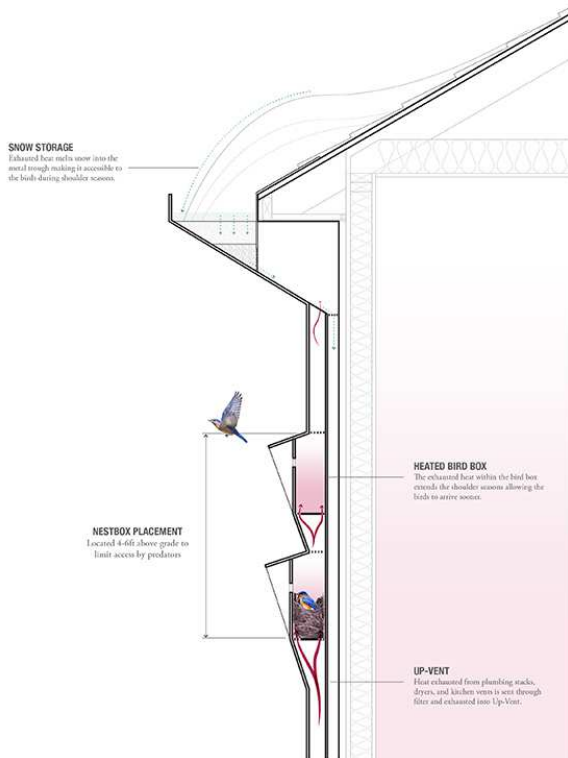 SNOW STORAGE
Exhausted heat melts snow into the
metal trough making it accessible to
the birds during shoulder seasons.
HEATED BIRD BOX
The exhausted heat within the bird box
extends the shoulder seasons allowing the
birds to arrive sooner.
NESTBOX PLACEMENT
Located 4-6ft above grade to
limit access by predators
UP-VENT
Heat exhausted from plumbing stacks,
dryers, and kitchen vents is sent through
filter and exhausted into Up-Vent.